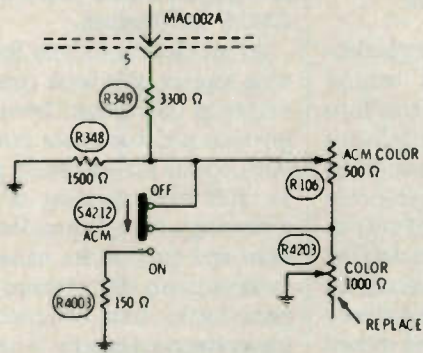 MAC002A
5
R349
3300 Ω
R348
1500 Ω
ACM COLOR
500 Ω
R106
OFF
S4212
ACM
ON
R4203
COLOR
1000 Ω
R4003
150 Ω
REPLACE